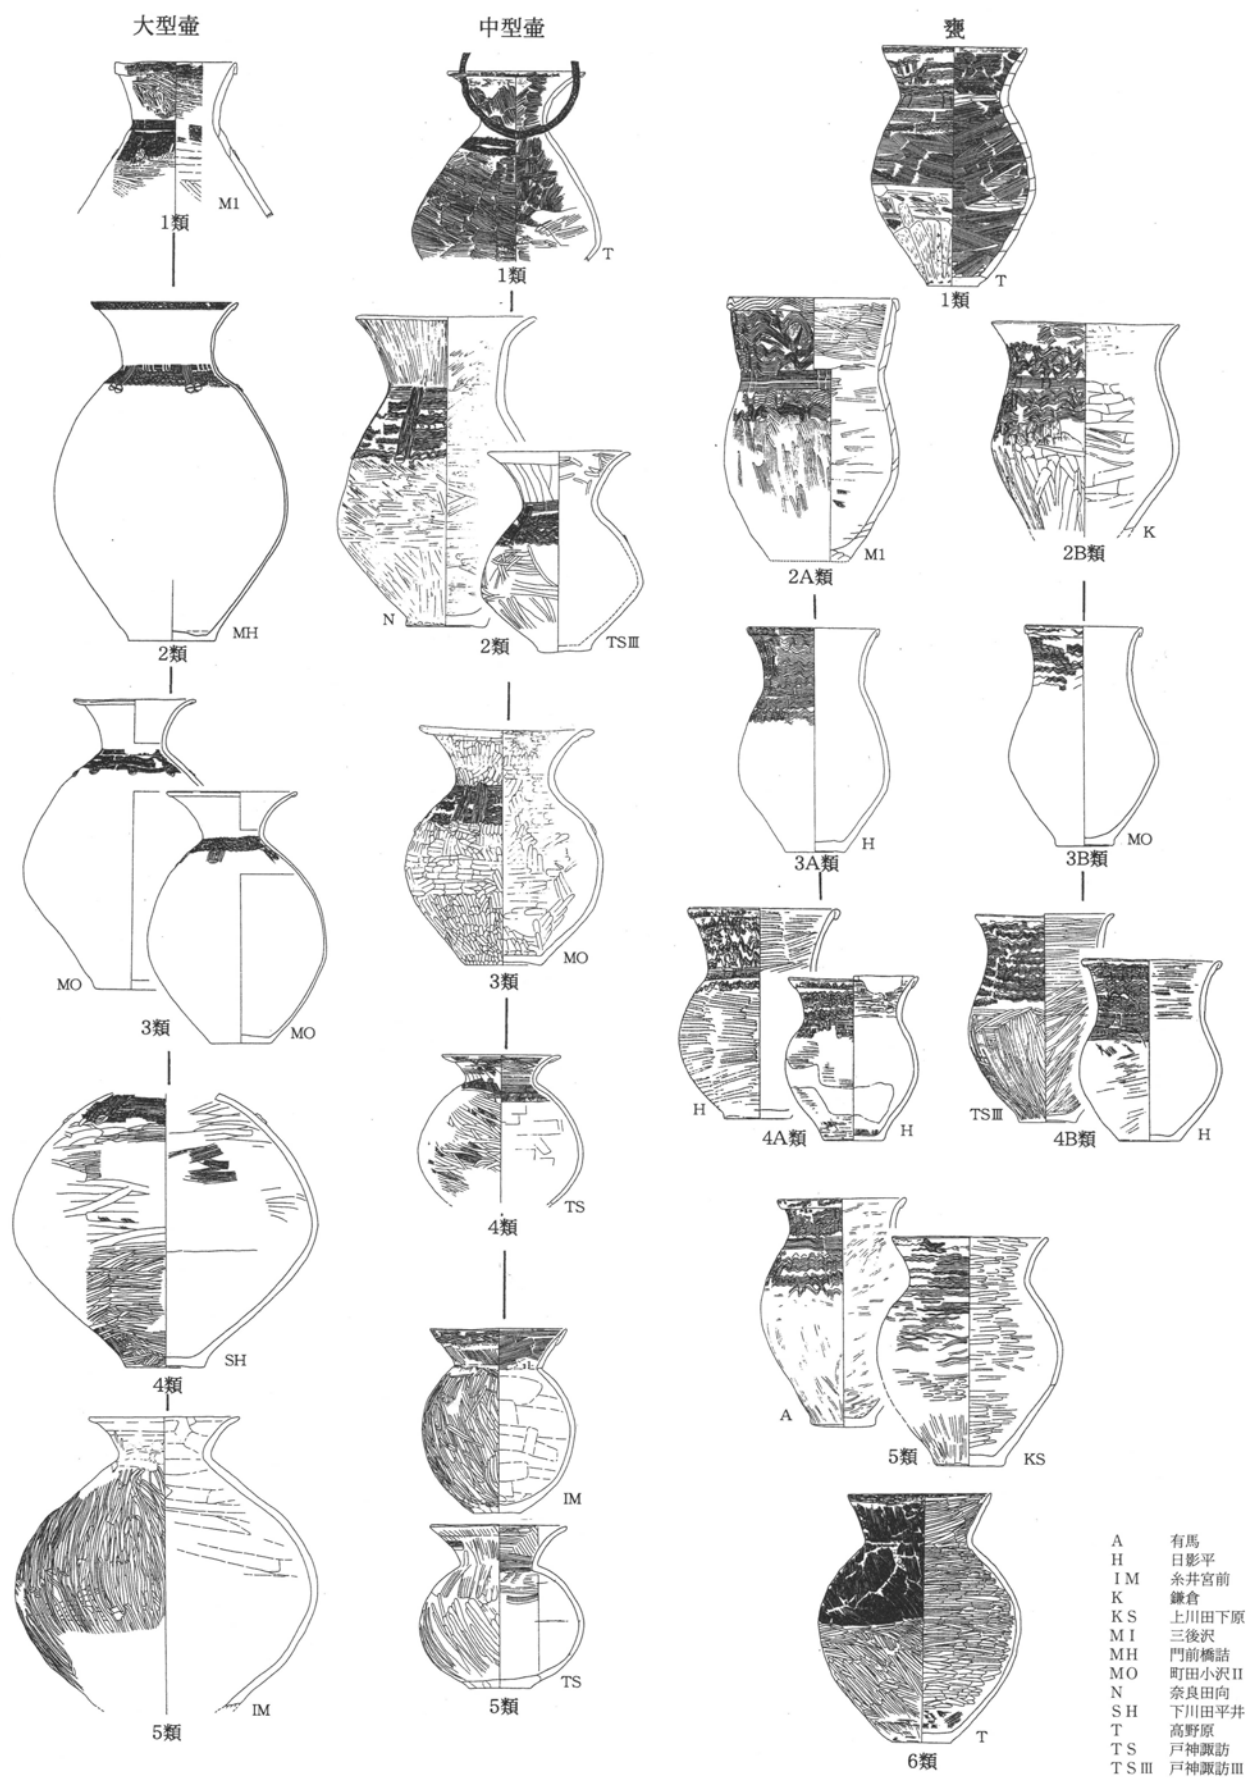 大型壷
中型壷
甕
M1
1類
T
1類
T
1類
MH
2類
N
2類
TSⅢ
M1
2A類
K
2B類
MO
3類
MO
MO
3類
H
3A類
MO
3B類
SH
4類
TS
4類
H
4A類
H
TSⅢ
4B類
H
IM
5類
IM
TS
5類
A
5類
KS
T
6類
A 有馬
H 日影平
IM 糸井宮前
K 鎌倉
KS 上川田下原
MI 三後沢
MH 門前橋詰
MO 町田小沢Ⅱ
N 奈良田向
SH 下川田平井
T 高野原
TS 戸神諏訪
TSⅢ 戸神諏訪Ⅲ